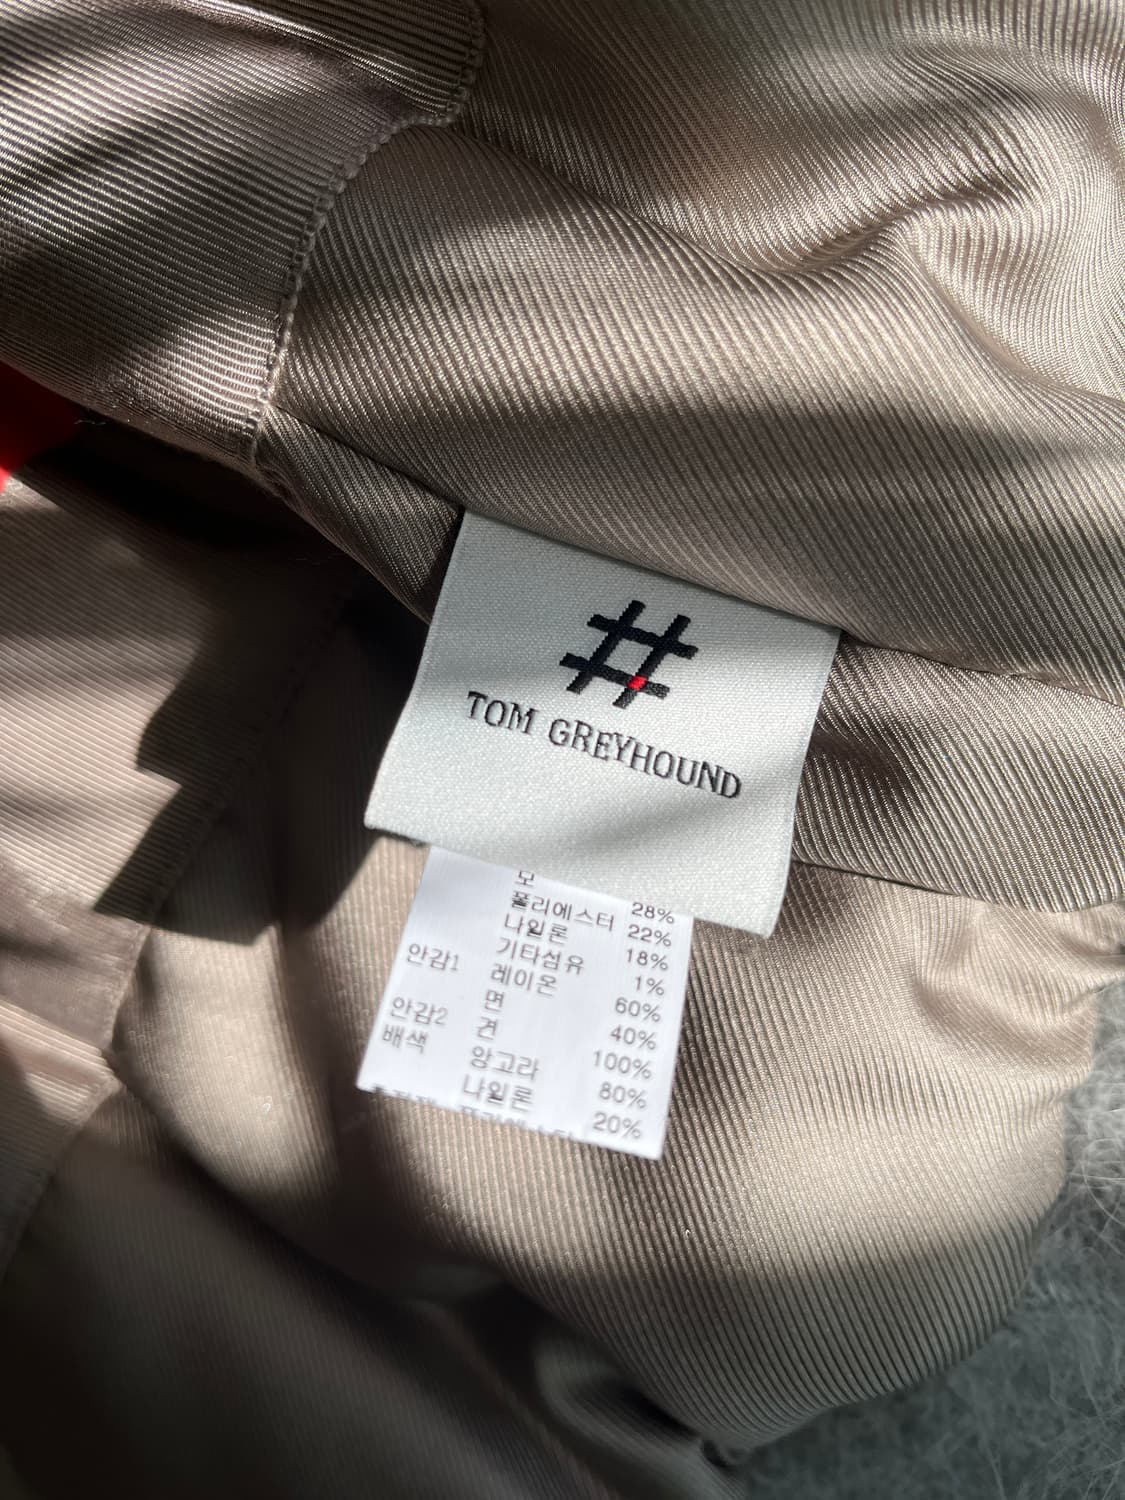 TOM GREYHOUND
모 28%
폴리에스터 22%
나일론 18%
기타섬유 1%
안감1 레이온 60%
면 40%
안감2 견 100%
배색 앙고라 80%
나일론 20%